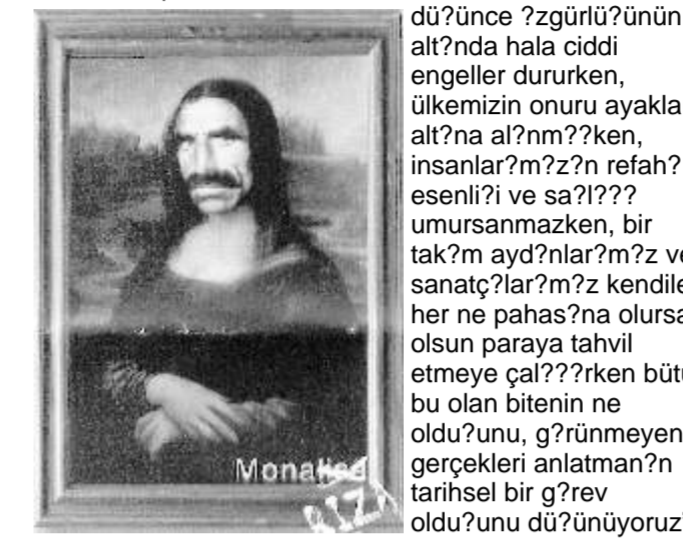 dü?ünce ?zgürlü?ünün
alt?nda hala ciddi
engeller dururken,
ülkemizin onuru ayakla
alt?na al?nm??ken,
insanlar?m?z?n refah?
esenli?i ve sa?l???
umursanmazken, bir
tak?m ayd?nlar?m?z ve
sanatç?lar?m?z kendile
her ne pahas?na olursa
olsun paraya tahvil
etmeye çal???rken bütü
bu olan bitenin ne
oldu?unu, g?rünmeyen
gerçekleri anlatman?n
tarihsel bir g?rev
oldu?unu dü?ünüyoruz"
Monalisa
RIZA